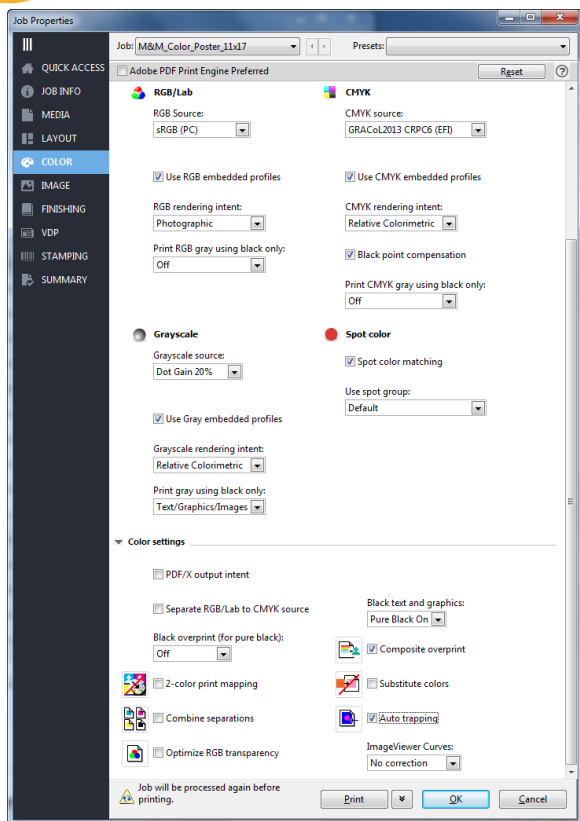 Job Properties
Job: M&M_Color_Poster_11x17 Presets:
Adobe PDF Print Engine Preferred Reset ?
QUICK ACCESS
JOB INFO
MEDIA
LAYOUT
COLOR
IMAGE
FINISHING
VDP
STAMPING
SUMMARY
RGB/Lab
RGB Source:
sRGB (PC)
Use RGB embedded profiles
RGB rendering intent:
Photographic
Print RGB gray using black only:
Off
CMYK
CMYK source:
GRACoL2013 CRPC6 (EFI)
Use CMYK embedded profiles
CMYK rendering intent:
Relative Colorimetric
Black point compensation
Print CMYK gray using black only:
Off
Grayscale
Grayscale source:
Dot Gain 20%
Use Gray embedded profiles
Grayscale rendering intent:
Relative Colorimetric
Print gray using black only:
Text/Graphics/Images
Spot color
Spot color matching
Use spot group:
Default
Color settings
PDF/X output intent
Separate RGB/Lab to CMYK source
Black overprint (for pure black):
Off
2-color print mapping
Combine separations
Optimize RGB transparency
Black text and graphics:
Pure Black On
Composite overprint
Substitute colors
Auto trapping
ImageViewer Curves:
No correction
Job will be processed again before
printing.
Print OK Cancel